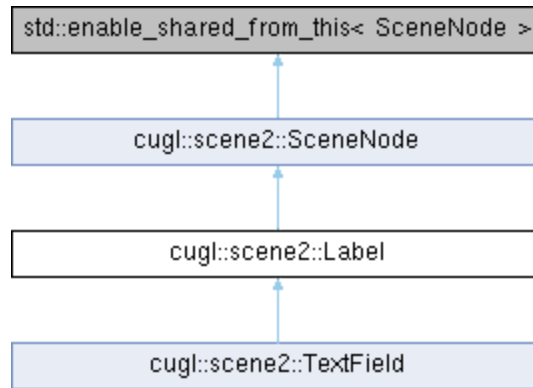 std::enable_shared_from_this< SceneNode >
cugl::scene2::SceneNode
cugl::scene2::Label
cugl::scene2::TextField